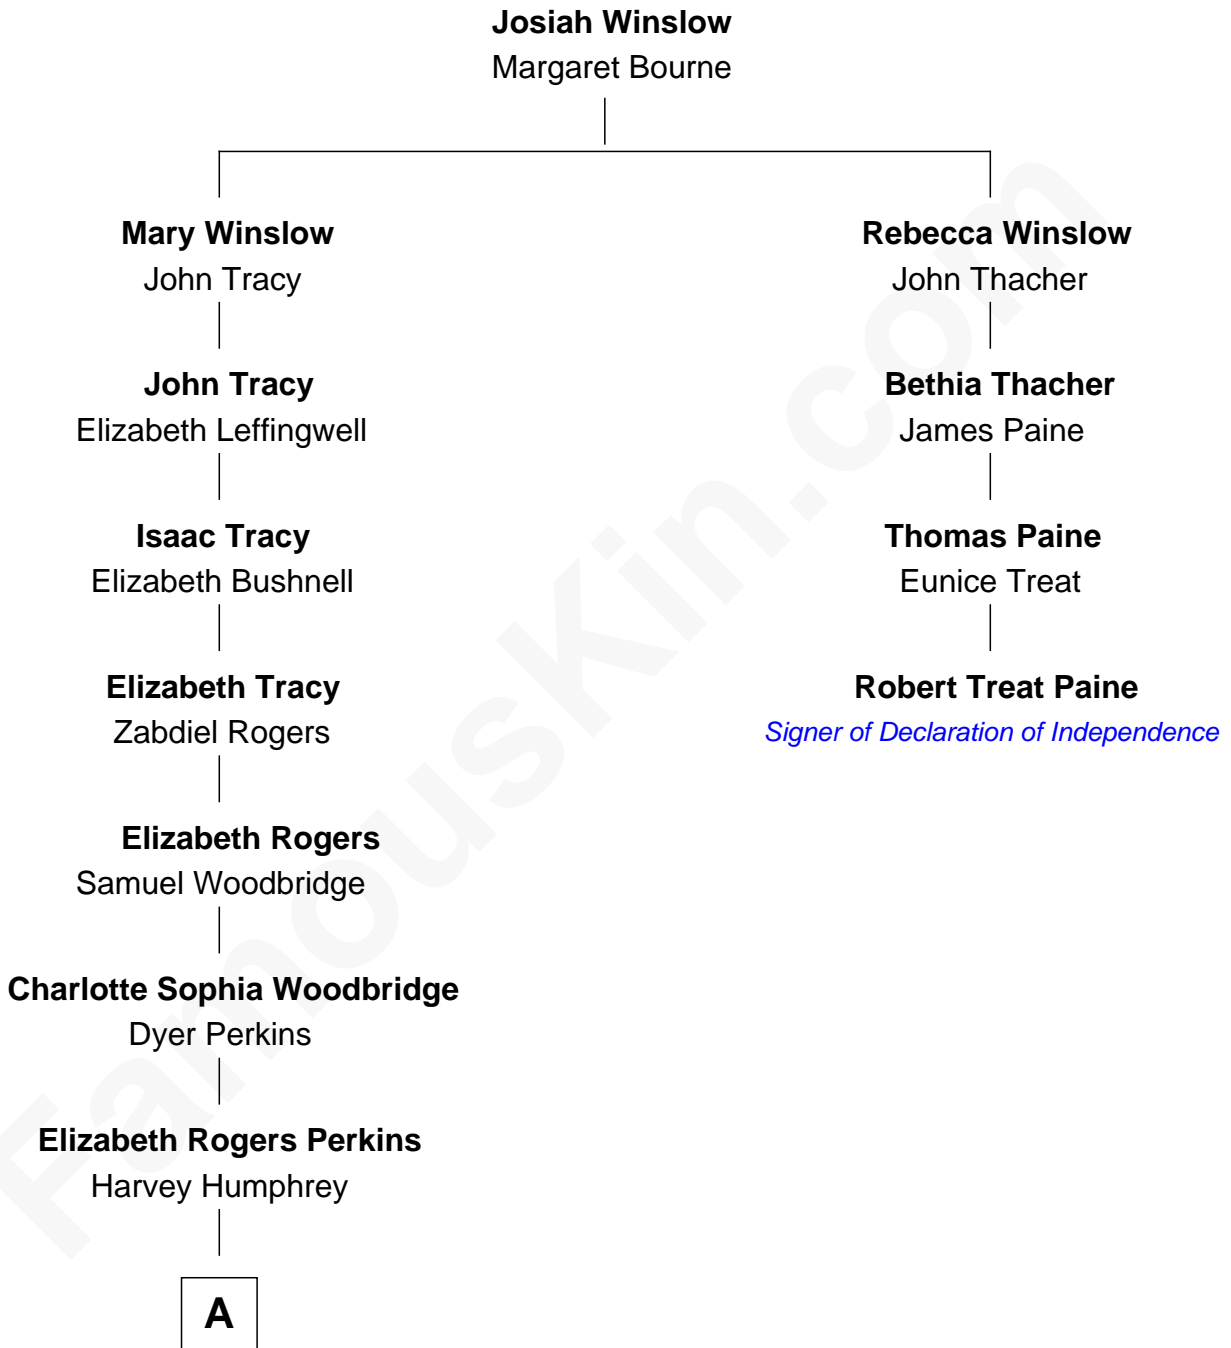 Josiah Winslow
Margaret Bourne
Mary Winslow
John Tracy
Rebecca Winslow
John Thacher
John Tracy
Elizabeth Leffingwell
Bethia Thacher
James Paine
Isaac Tracy
Elizabeth Bushnell
Thomas Paine
Eunice Treat
Elizabeth Tracy
Zabdiel Rogers
Robert Treat Paine
Signer of Declaration of Independence
Elizabeth Rogers
Samuel Woodbridge
Charlotte Sophia Woodbridge
Dyer Perkins
Elizabeth Rogers Perkins
Harvey Humphrey
A
FamousKin.com